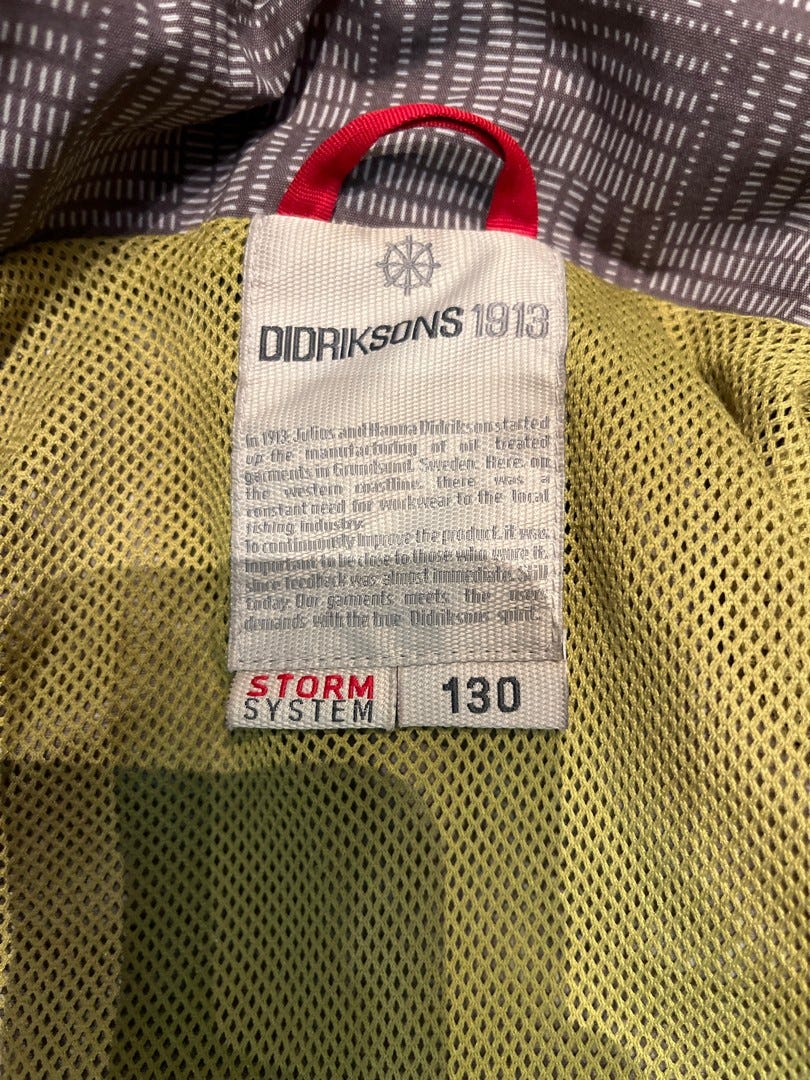 DIDRIKSONS 1913
In 1913, Julius and Hanna Didrikson started
up the manufacturing of oil treated
garments in Grundsund, Sweden. Here, on
the western coastline, there was a
constant need for workwear to the local
fishing industry.
To continuously improve the product, it was
important to be close to those who wore it,
since feedback was almost immediate. Still
today. Our garments meets the users
demands with the true Didriksons spirit.
STORM
SYSTEM
130